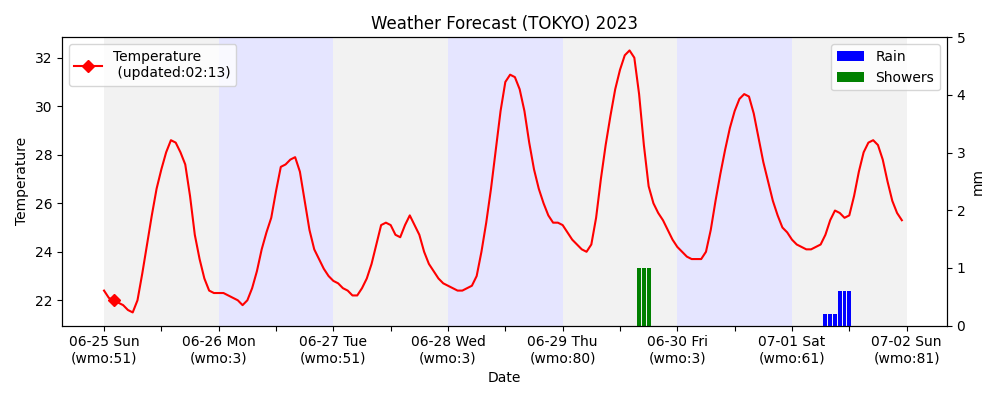 Weather Forecast (TOKYO) 2023
Temperature
(updated:02:13)
Rain
Showers
32
30
28
26
24
22
Temperature
5
4
3
2
1
0
mm
06-25 Sun
(wmo:51)
06-26 Mon
(wmo:3)
06-27 Tue
(wmo:51)
06-28 Wed
(wmo:3)
06-29 Thu
(wmo:80)
06-30 Fri
(wmo:3)
07-01 Sat
(wmo:61)
07-02 Sun
(wmo:81)
Date